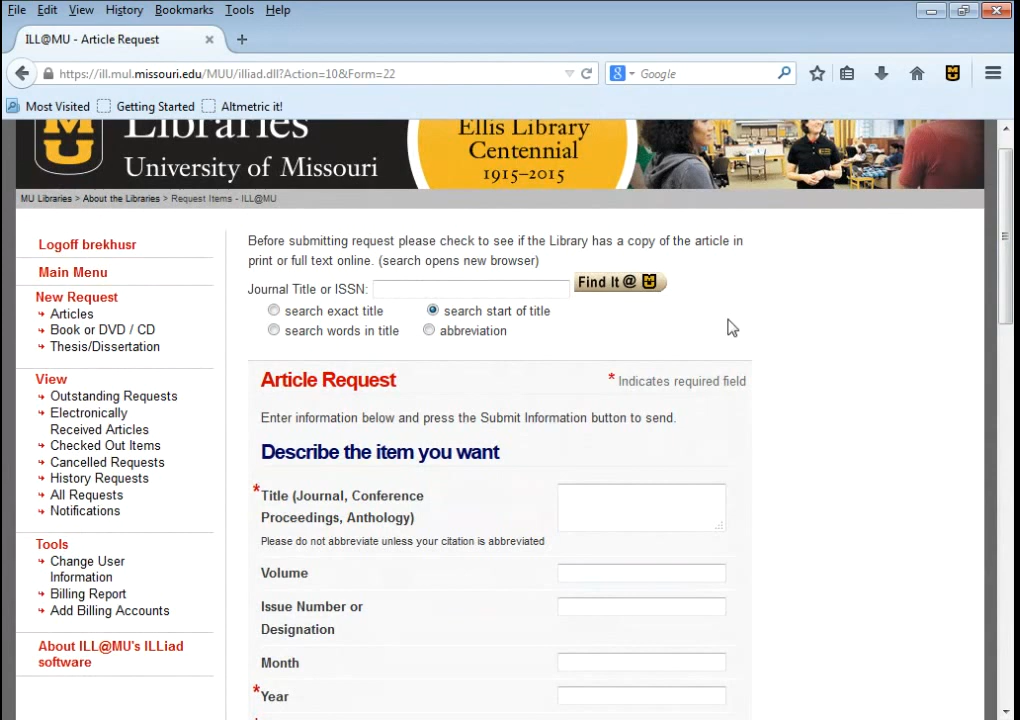 File Edit View History Bookmarks Tools Help
ILL@MU - Article Request
https://ill.mul.missouri.edu/MUU/illiad.dll?Action=10&Form=22
Google
Most Visited Getting Started Altmetric it!
Libraries
University of Missouri
Ellis Library
Centennial
1915–2015
MU Libraries > About the Libraries > Request Items - ILL@MU
Logoff brekhusr
Main Menu
New Request
Articles
Book or DVD / CD
Thesis/Dissertation
View
Outstanding Requests
Electronically
Received Articles
Checked Out Items
Cancelled Requests
History Requests
All Requests
Notifications
Tools
Change User
Information
Billing Report
Add Billing Accounts
About ILL@MU's ILLiad
software
Before submitting request please check to see if the Library has a copy of the article in
print or full text online. (search opens new browser)
Journal Title or ISSN:
Find It @
search exact title search start of title
search words in title abbreviation
Article Request
* Indicates required field
Enter information below and press the Submit Information button to send.
Describe the item you want
*Title (Journal, Conference
Proceedings, Anthology)
Please do not abbreviate unless your citation is abbreviated
Volume
Issue Number or
Designation
Month
*Year